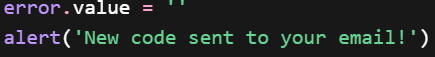 error.value = ''
alert('New code sent to your email!')